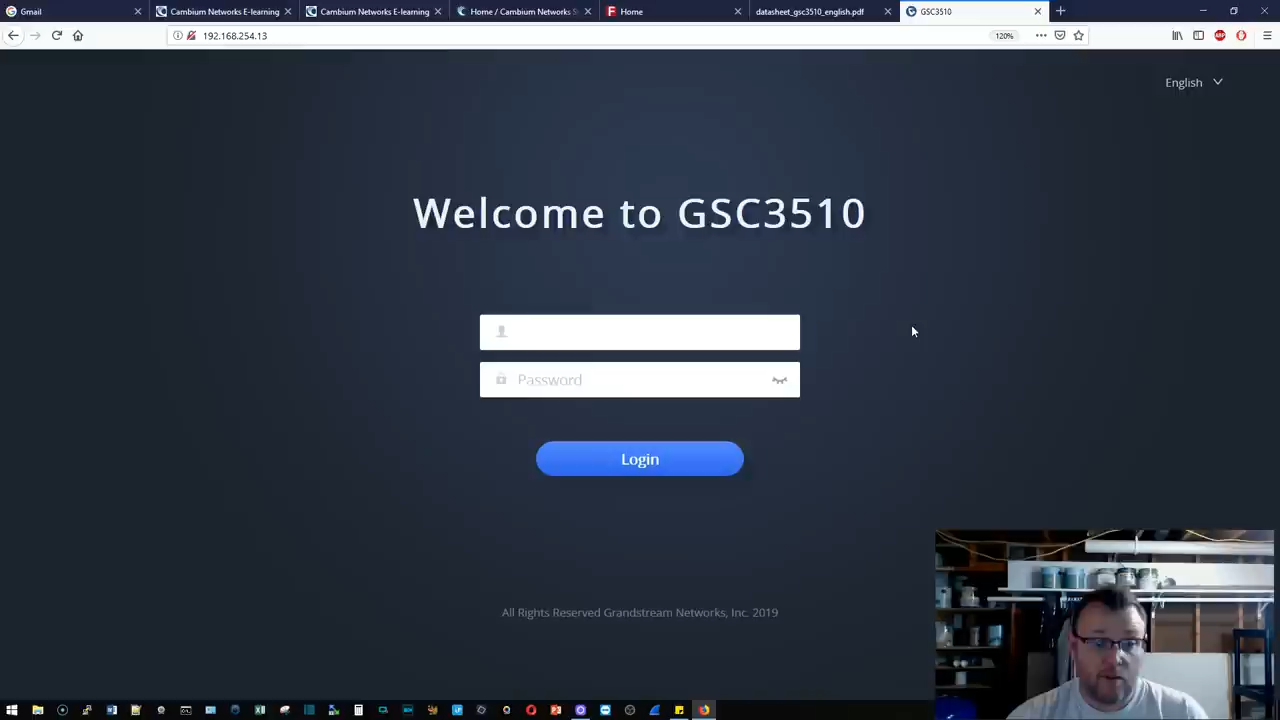 Gmail
Cambium Networks E-learning
Cambium Networks E-learning
Home / Cambium Networks S
Home
datasheet_gsc3510_english.pdf
GSC3510
192.168.254.13
120%
English
Welcome to GSC3510
Password
Login
All Rights Reserved Grandstream Networks, Inc. 2019